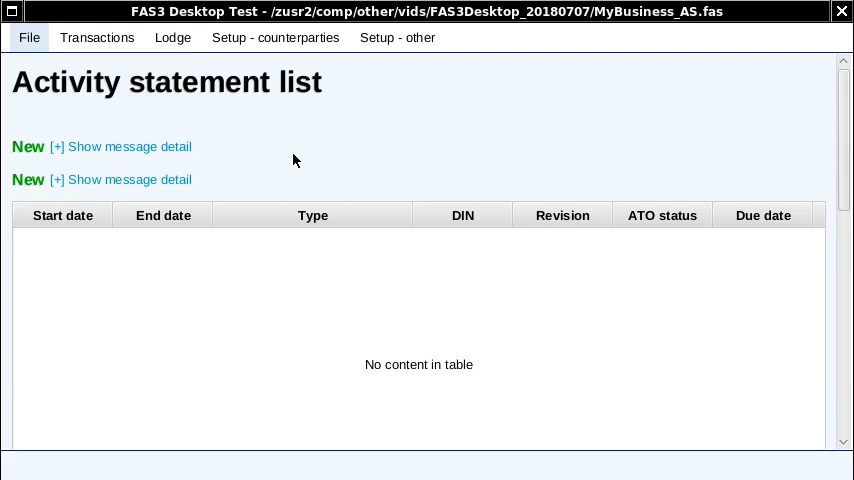 FAS3 Desktop Test - /zusr2/comp/other/vids/FAS3Desktop_20180707/MyBusiness_AS.fas
File Transactions Lodge Setup - counterparties Setup - other
Activity statement list
New [+] Show message detail
New [+] Show message detail
Start date End date Type DIN Revision ATO status Due date
No content in table